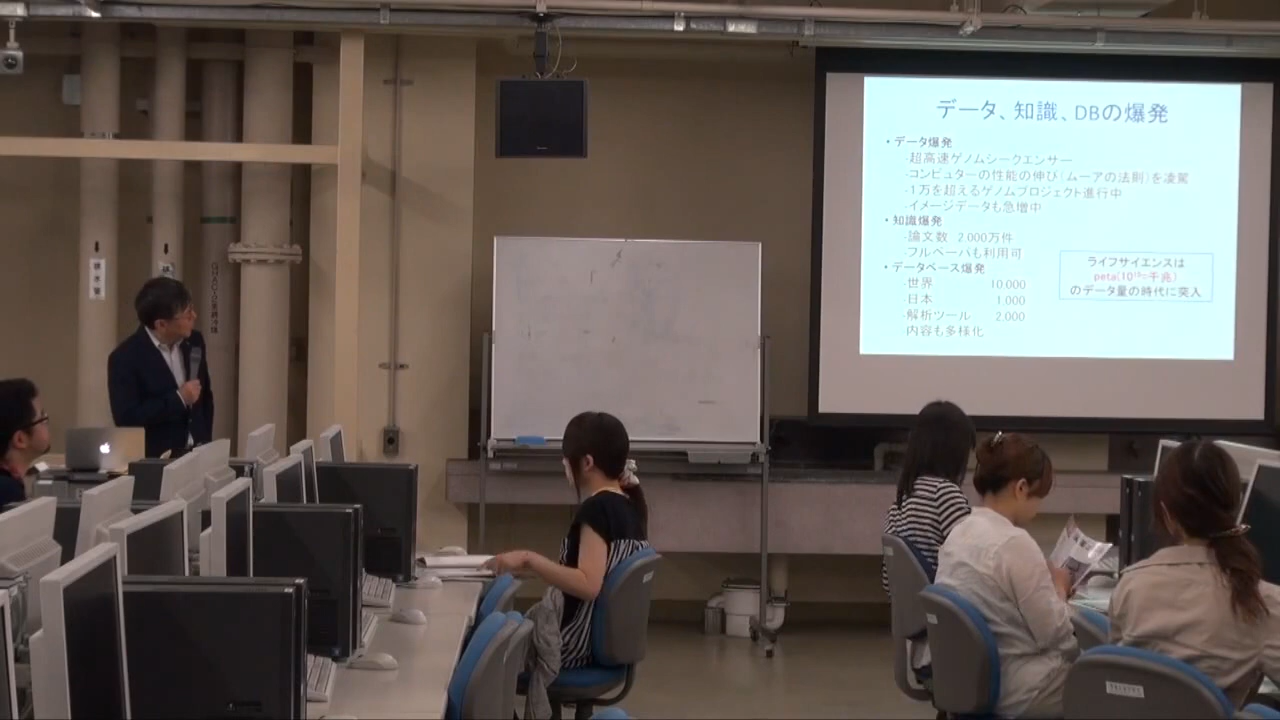 データ、知識、DBの爆発
・データ爆発
-超高速ゲノムシークエンサー
-コンピュターの性能の伸び(ムーアの法則)を凌駕
-1万を超えるゲノムプロジェクト進行中
-イメージデータも急増中
・知識爆発
-論文数 2,000万件
-フルペーパも利用可
・データベース爆発
-世界 10,000
-日本 1,000
-解析ツール 2,000
-内容も多様化
ライフサイエンスは
peta(10¹⁵=千兆)
のデータ量の時代に突入
排水管